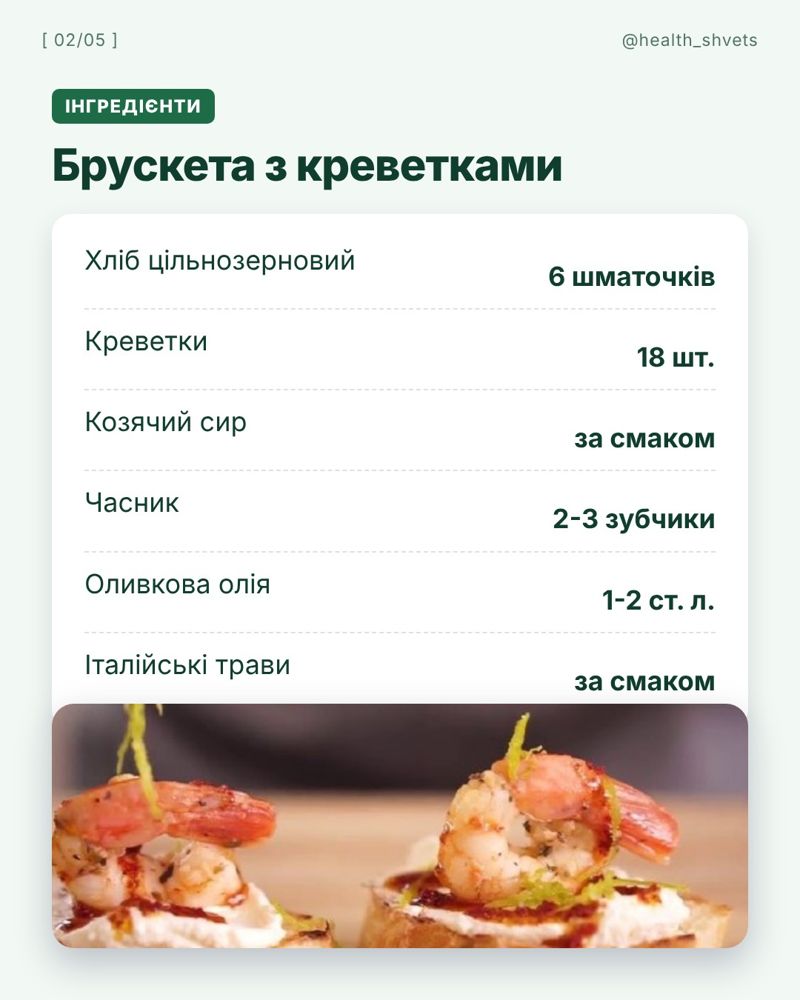 [ 02/05 ]
@health_shvets
ІНГРЕДІЄНТИ
Брускета з креветками
Хліб цільнозерновий
6 шматочків
Креветки
18 шт.
Козячий сир
за смаком
Часник
2-3 зубчики
Оливкова олія
1-2 ст. л.
Італійські трави
за смаком